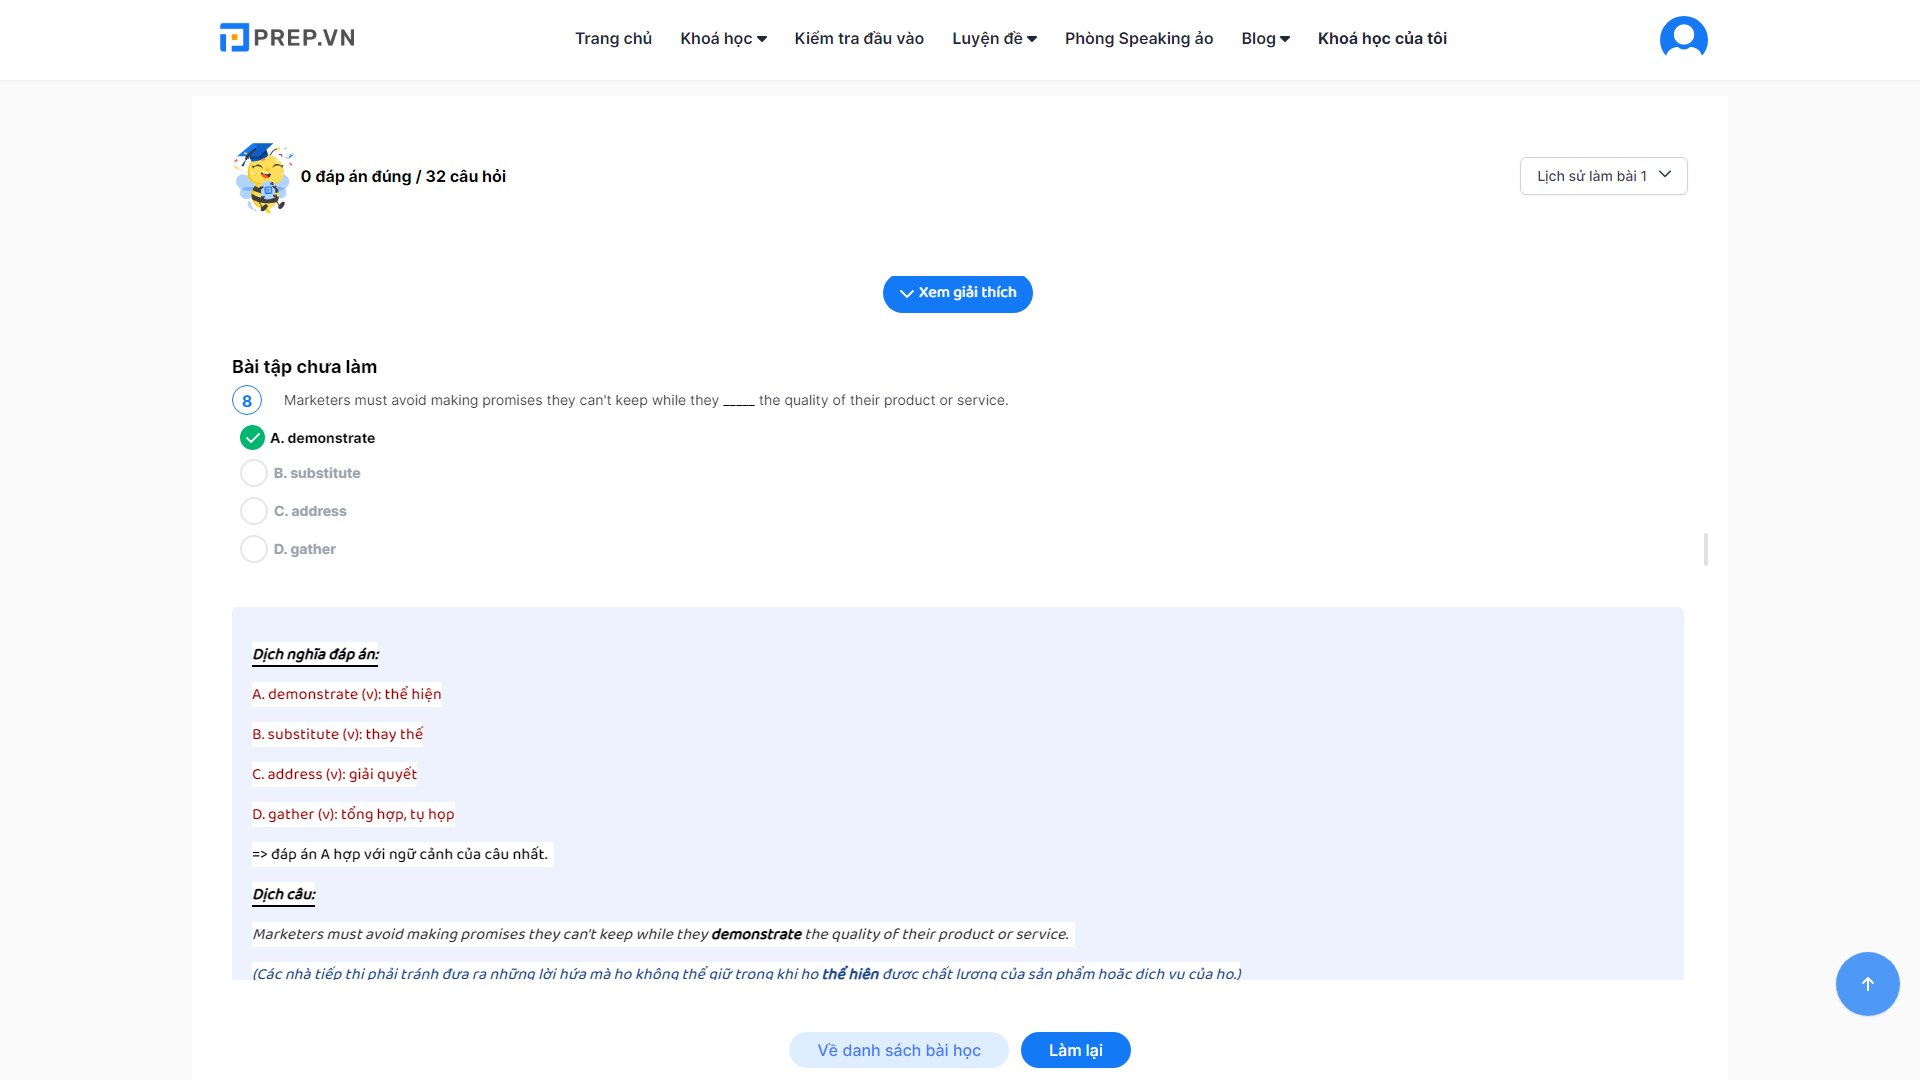 PREP.VN
Trang chủ Khoá học Kiểm tra đầu vào Luyện đề Phòng Speaking ảo Blog Khoá học của tôi
0 đáp án đúng / 32 câu hỏi
Lịch sử làm bài 1
Xem giải thích
Bài tập chưa làm
8 Marketers must avoid making promises they can't keep while they _____ the quality of their product or service.
A. demonstrate
B. substitute
C. address
D. gather
Dịch nghĩa đáp án:
A. demonstrate (v): thể hiện
B. substitute (v): thay thế
C. address (v): giải quyết
D. gather (v): tổng hợp, tụ họp
=> đáp án A hợp với ngữ cảnh của câu nhất.
Dịch câu:
Marketers must avoid making promises they can't keep while they demonstrate the quality of their product or service.
(Các nhà tiếp thị phải tránh đưa ra những lời hứa mà họ không thể giữ trong khi họ thể hiện được chất lượng của sản phẩm hoặc dịch vụ của họ.)
Về danh sách bài học
Làm lại